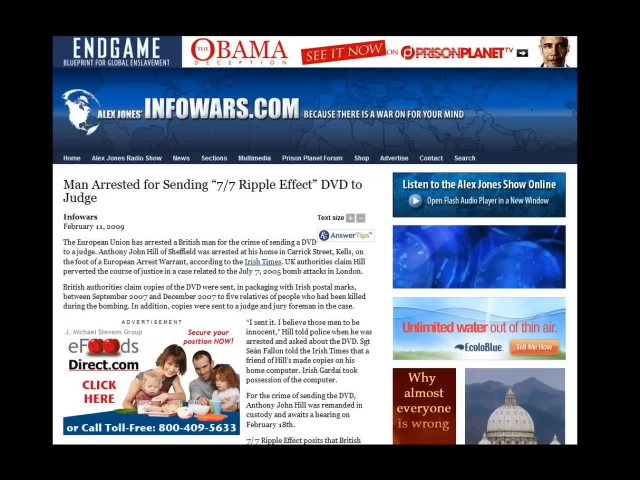 ENDGAME
BLUEPRINT FOR GLOBAL ENSLAVEMENT
THE OBAMA
DECEPTION
SEE IT NOW ON PRISONPLANET TV
ALEX JONES' INFOWARS.COM BECAUSE THERE IS A WAR ON FOR YOUR MIND
Home Alex Jones Radio Show News Sections Multimedia Prison Planet Forum Shop Advertise Contact Search
Man Arrested for Sending “7/7 Ripple Effect” DVD to
Judge
Infowars
February 11, 2009
Text size + −
AnswerTips™
The European Union has arrested a British man for the crime of sending a DVD
to a judge. Anthony John Hill of Sheffield was arrested at his home in Carrick Street, Kells,
on the foot of a European Arrest Warrant, according to the Irish Times. UK authorities claim Hill
perverted the course of justice in a case related to the July 7, 2005 bomb attacks in London.
British authorities claim copies of the DVD were sent, in packaging with Irish postal marks,
between September 2007 and December 2007 to five relatives of people who had been killed
during the bombing. In addition, copies were sent to a judge and jury foreman in the case.
ADVERTISEMENT
J. Michael Stevens Group
eFoods
Direct.com
Secure your
position NOW!
CLICK
HERE
or Call Toll-Free: 800-409-5633
“I sent it. I believe those men to be
innocent,” Hill told police when he was
arrested and asked about the DVD. Sgt
Seán Fallon told the Irish Times that a
friend of Hill’s made copies on his
home computer. Irish Gardaí took
possession of the computer.
For the crime of sending the DVD,
Anthony John Hill was remanded in
custody and awaits a hearing on
February 18th.
7/7 Ripple Effect posits that British
Listen to the Alex Jones Show Online
Open Flash Audio Player in a New Window
Unlimited water out of thin air.
EcoloBlue
Tell Me How
Why
almost
everyone
is wrong